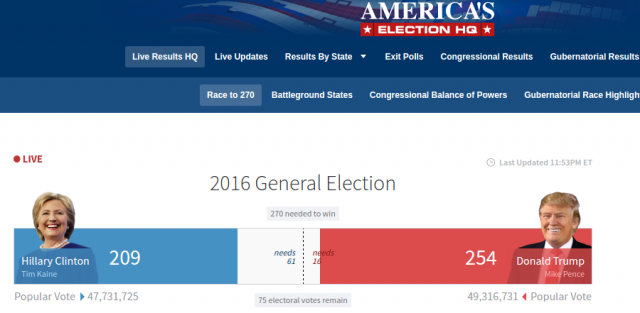 AMERICA'S
ELECTION HQ
Live Results HQ Live Updates Results By State Exit Polls Congressional Results Gubernatorial Results
Race to 270 Battleground States Congressional Balance of Powers Gubernatorial Race Highligh
LIVE
Last Updated 11:53PM ET
2016 General Election
270 needed to win
Hillary Clinton 209 needs needs 254 Donald Trump
61 16
Tim Kaine Mike Pence
Popular Vote 47,731,725 49,316,731 Popular Vote
75 electoral votes remain